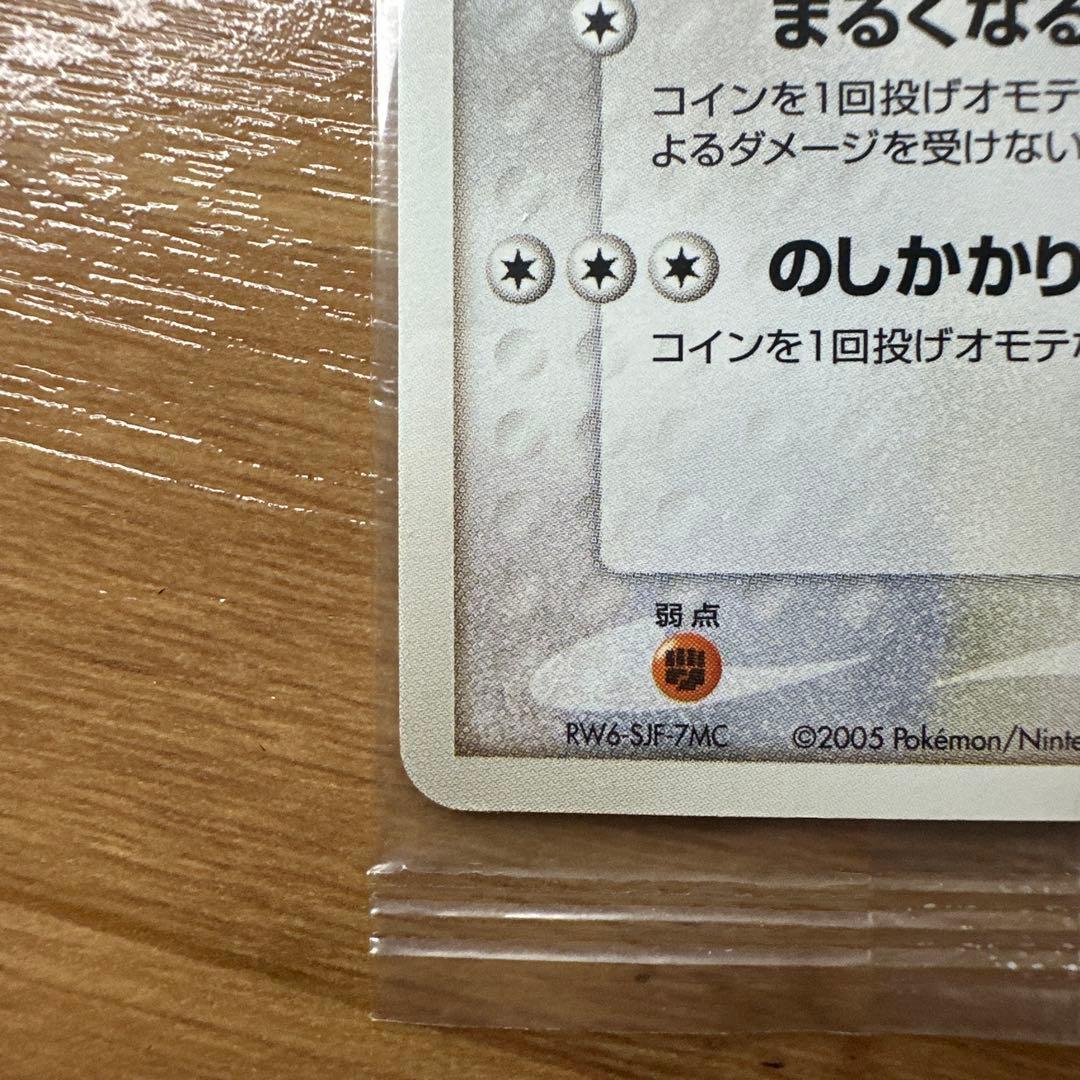 まるくなる
コインを1回投げオモテ
よるダメージを受けない
のしかかり
コインを1回投げオモテ
弱点
RW6-SJF-7MC ©2005 Pokémon/Ninte